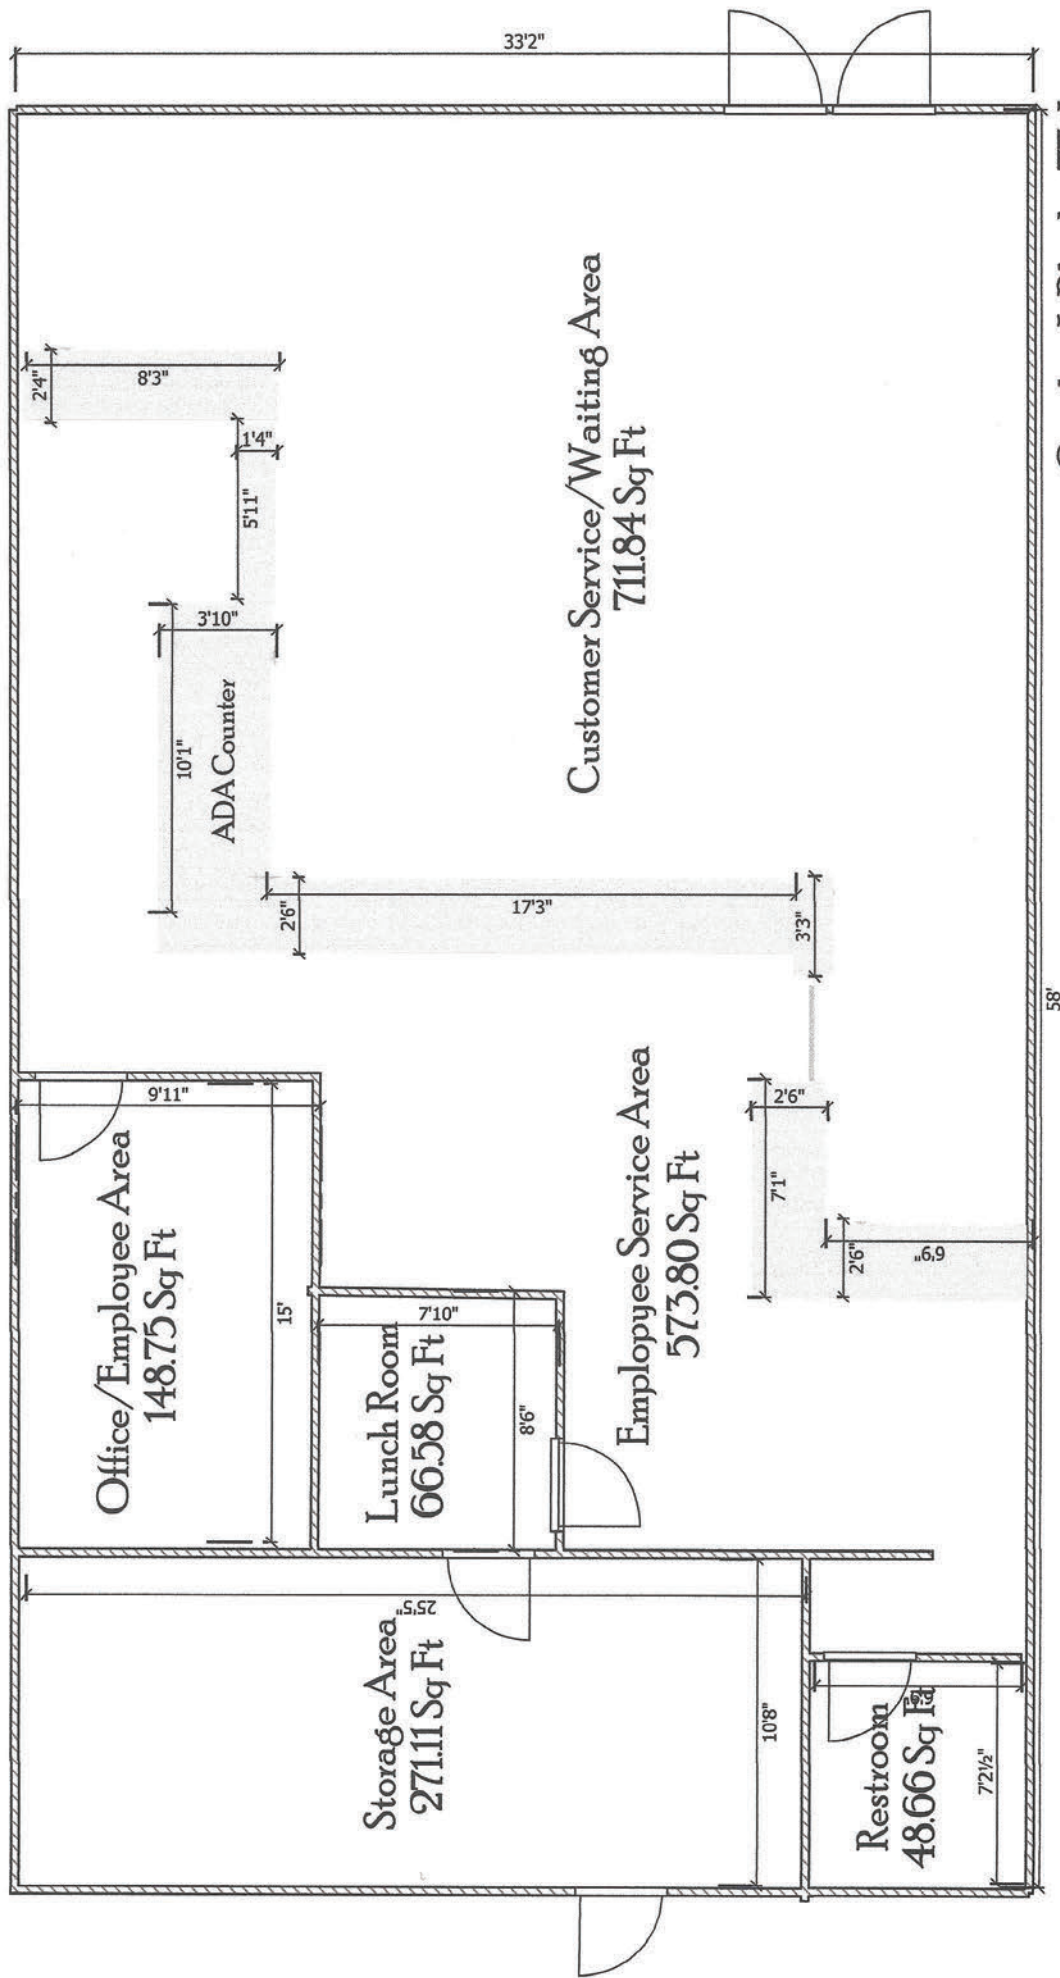 33'2"
2'4"
8'3"
1'4"
5'11"
3'10"
10'1"
ADA Counter
Customer Service/Waiting Area
711.84 Sq Ft
2'6"
17'3"
3'3"
58'
9'11"
Office/Employee Area
148.75 Sq Ft
15'
7'10"
Lunch Room
66.58 Sq Ft
8'6"
Emplopyee Service Area
573.80 Sq Ft
2'6"
7'1"
2'6"
6'9"
25'5"
Storage Area
271.11 Sq Ft
10'8"
Restroom
48.66 Sq Ft
7'2½"